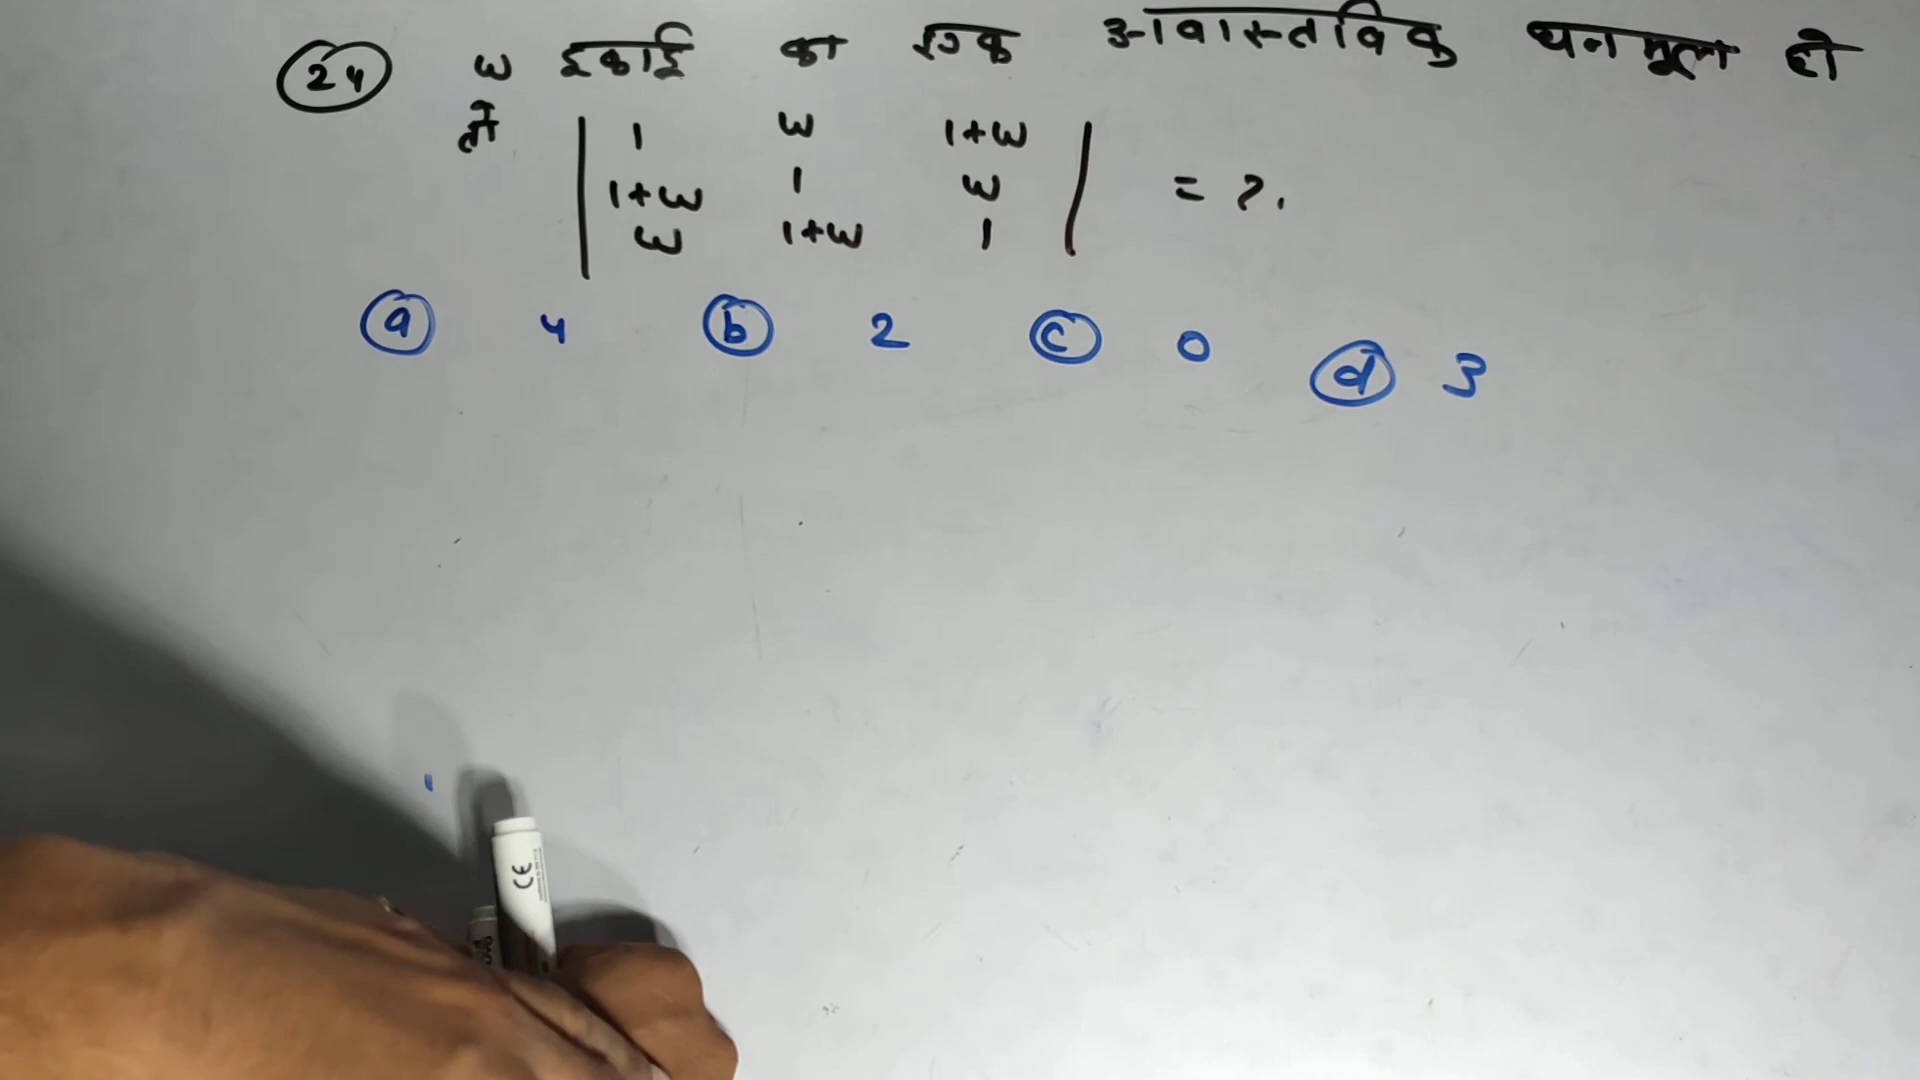 24 ω इकाई का एक अवास्तविक घनमूल हो
तो | 1 ω 1+ω |
| 1+ω 1 ω | = ?.
| ω 1+ω 1 |
a 4 b 2 c 0 d 3
CE